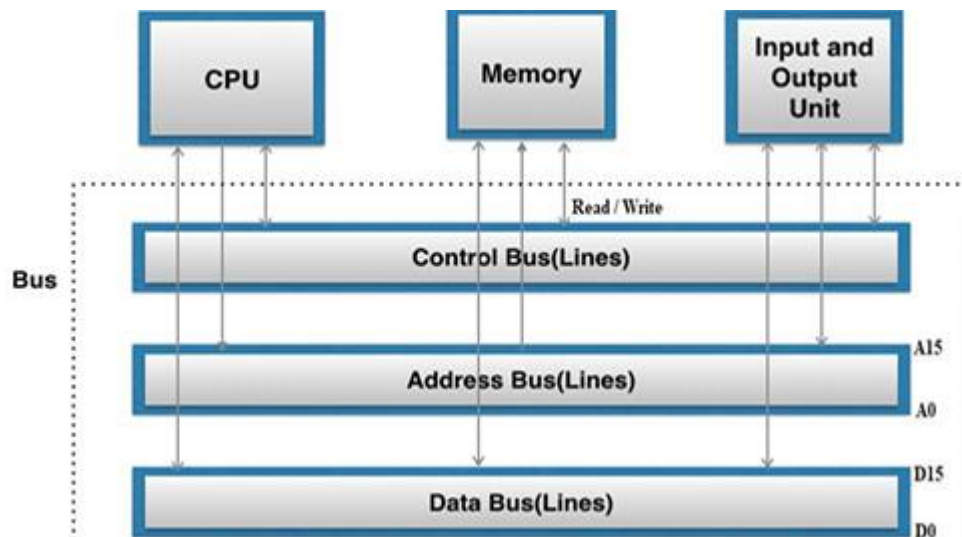 CPU
Memory
Input and
Output
Unit
Read / Write
Control Bus(Lines)
Bus
A15
Address Bus(Lines)
A0
D15
Data Bus(Lines)
D0